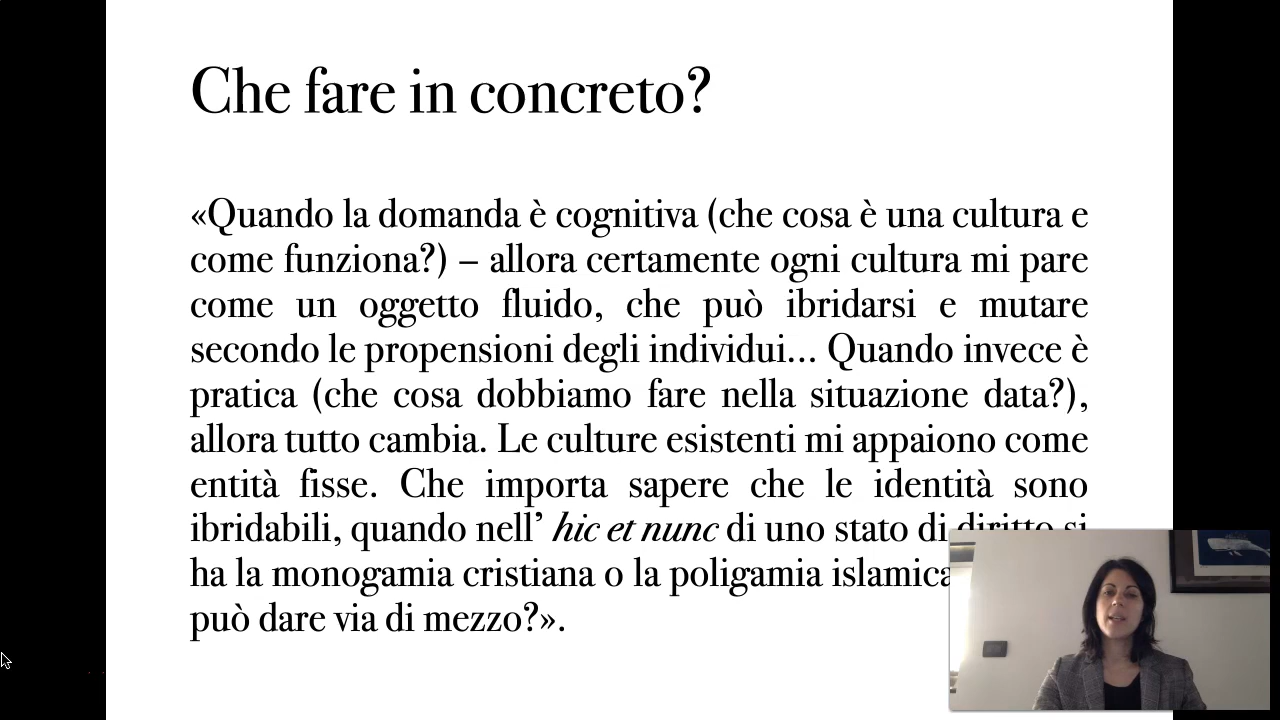 Che fare in concreto?
«Quando la domanda è cognitiva (che cosa è una cultura e
come funziona?) – allora certamente ogni cultura mi pare
come un oggetto fluido, che può ibridarsi e mutare
secondo le propensioni degli individui... Quando invece è
pratica (che cosa dobbiamo fare nella situazione data?),
allora tutto cambia. Le culture esistenti mi appaiono come
entità fisse. Che importa sapere che le identità sono
ibridabili, quando nell’ hic et nunc di uno stato di diritto si
ha la monogamia cristiana o la poligamia islamica
può dare via di mezzo?».